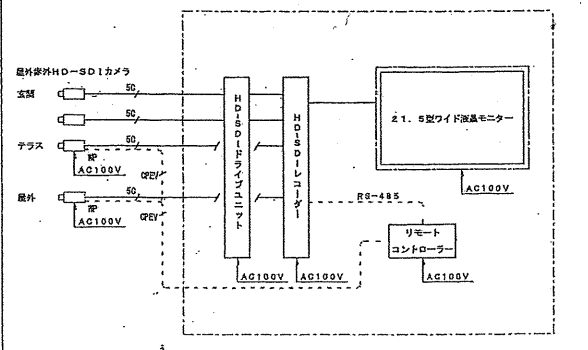 屋外赤外HD-SDIカメラ
玄関
5C
5C
テラス
5C
RP
AC100V
CPEV
屋外
5C
RP
CPEV
AC100V
HD-SDIドライブユニット
AC100V
HD-SDIレコーダー
AC100V
21.5型ワイド液晶モニター
AC100V
RS-485
リモート
コントローラー
AC100V